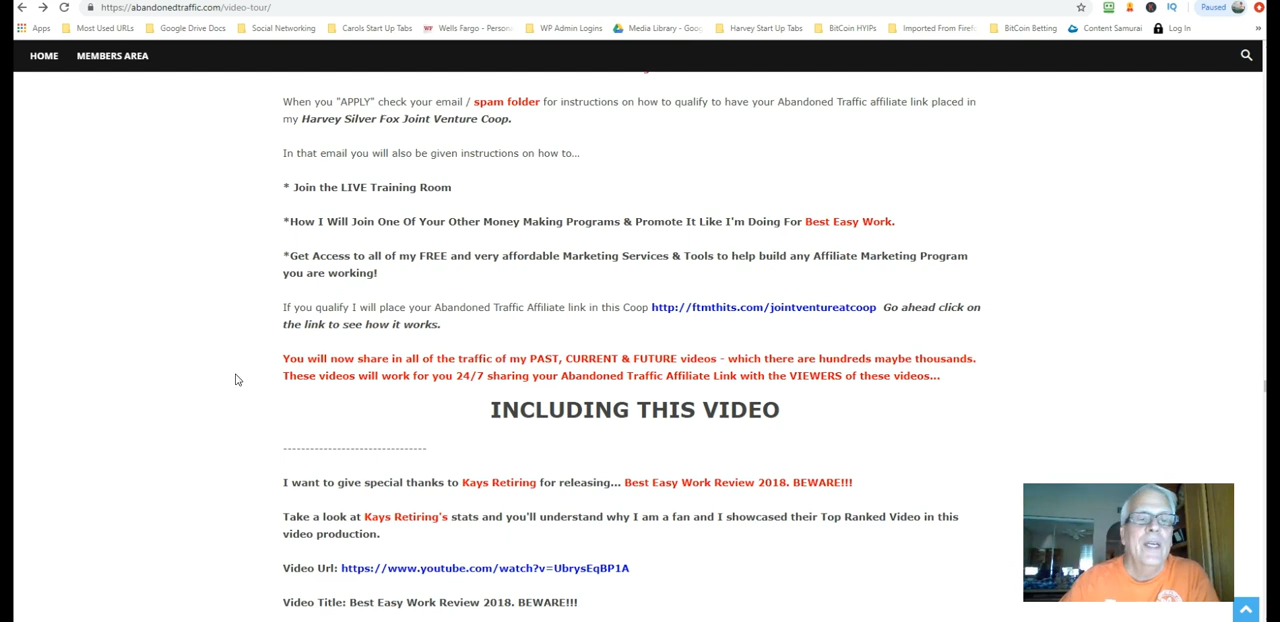 https://abandonedtraffic.com/video-tour/
Paused
Apps Most Used URLs Google Drive Docs Social Networking Carols Start Up Tabs Wells Fargo - Person WP Admin Logins Media Library - Goog Harvey Start Up Tabs BitCoin HYIPs Imported From Firef BitCoin Betting Content Samurai Log In »
HOME MEMBERS AREA
When you "APPLY" check your email / spam folder for instructions on how to qualify to have your Abandoned Traffic affiliate link placed in
my Harvey Silver Fox Joint Venture Coop.
In that email you will also be given instructions on how to...
* Join the LIVE Training Room
*How I Will Join One Of Your Other Money Making Programs & Promote It Like I'm Doing For Best Easy Work.
*Get Access to all of my FREE and very affordable Marketing Services & Tools to help build any Affiliate Marketing Program
you are working!
If you qualify I will place your Abandoned Traffic Affiliate link in this Coop http://ftmthits.com/jointventureatcoop Go ahead click on
the link to see how it works.
You will now share in all of the traffic of my PAST, CURRENT & FUTURE videos - which there are hundreds maybe thousands.
These videos will work for you 24/7 sharing your Abandoned Traffic Affiliate Link with the VIEWERS of these videos...
INCLUDING THIS VIDEO
--------------------------------
I want to give special thanks to Kays Retiring for releasing... Best Easy Work Review 2018. BEWARE!!!
Take a look at Kays Retiring's stats and you'll understand why I am a fan and I showcased their Top Ranked Video in this
video production.
Video Url: https://www.youtube.com/watch?v=UbrysEqBP1A
Video Title: Best Easy Work Review 2018. BEWARE!!!